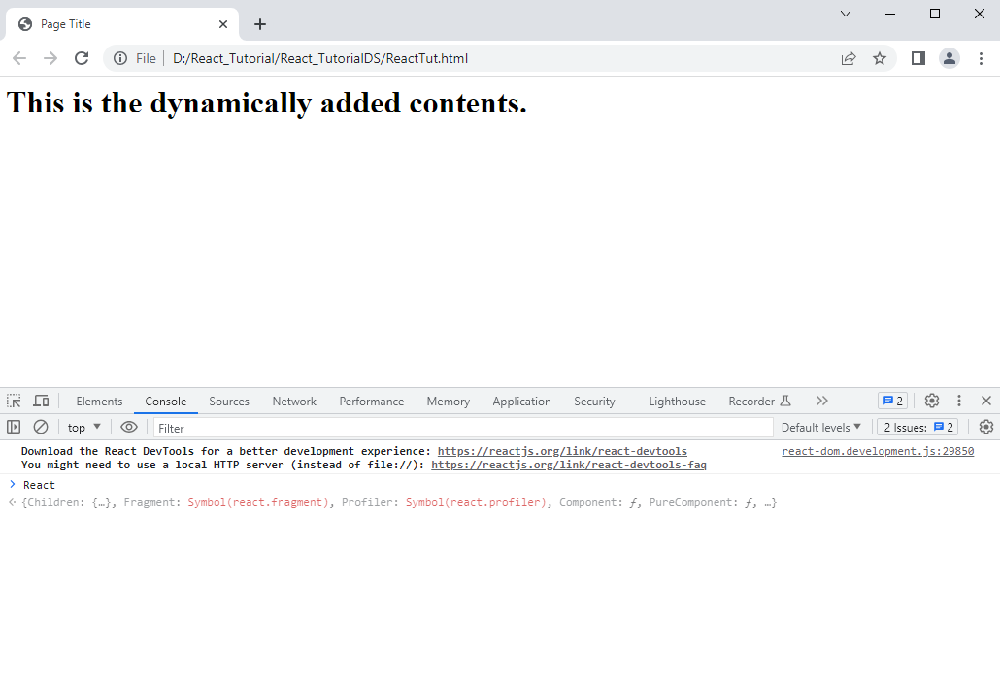 Page Title
File D:/React_Tutorial/React_TutorialDS/ReactTut.html
This is the dynamically added contents.
Elements Console Sources Network Performance Memory Application Security Lighthouse Recorder 2
top Filter Default levels 2 Issues: 2
Download the React DevTools for a better development experience: https://reactjs.org/link/react-devtools react-dom.development.js:29850
You might need to use a local HTTP server (instead of file://): https://reactjs.org/link/react-devtools-faq
> React
{Children: {…}, Fragment: Symbol(react.fragment), Profiler: Symbol(react.profiler), Component: ƒ, PureComponent: ƒ, …}